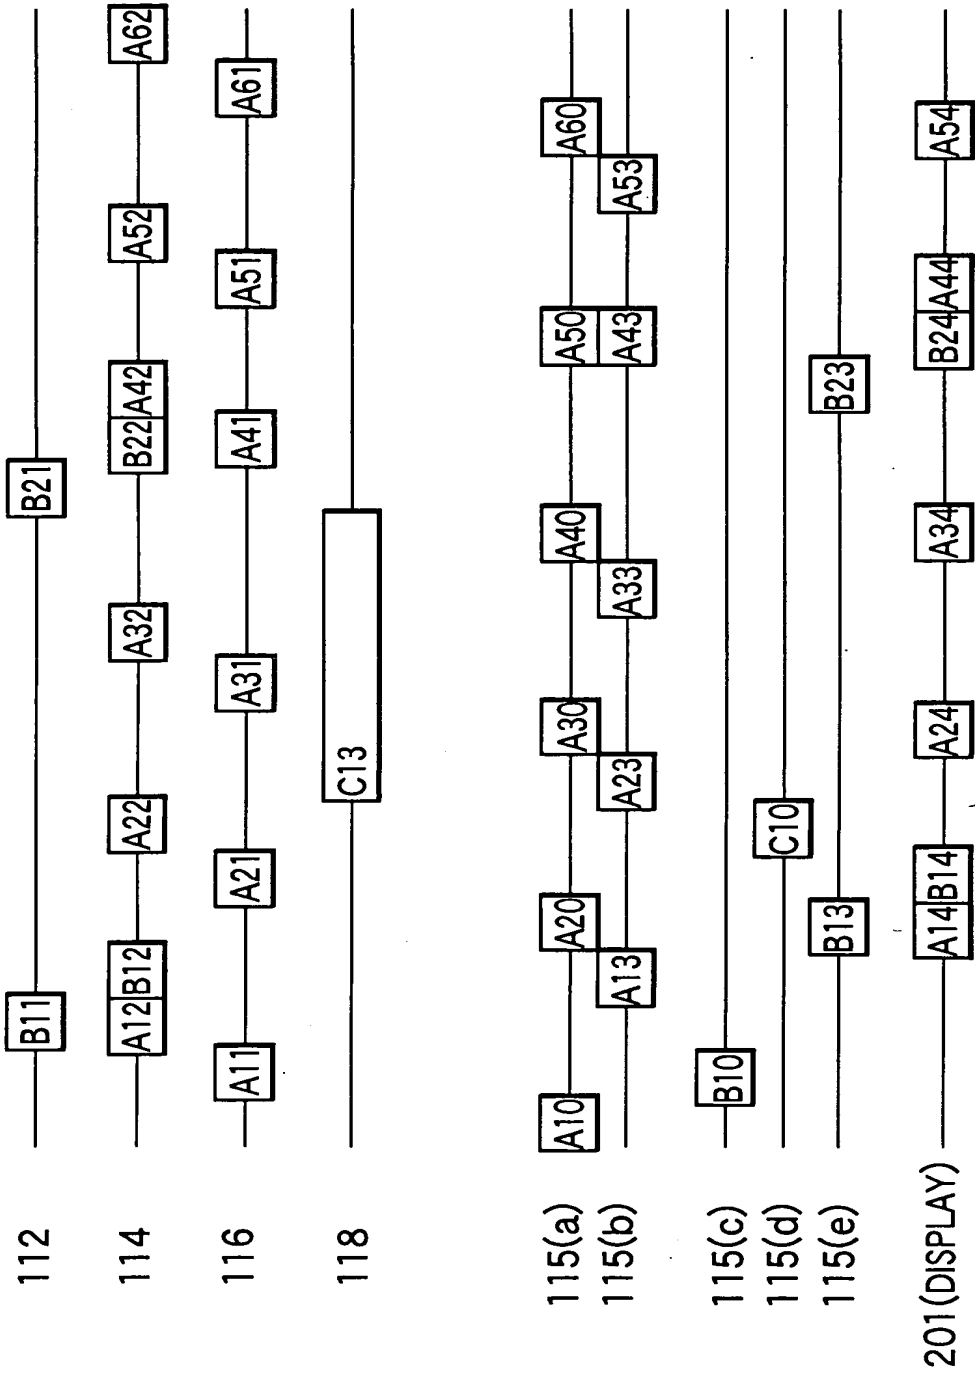 112 B11 B21
114 A12 B12 A22 A32 B22 A42 A52 A62
116 A11 A21 A31 A41 A51 A61
118 C13
115(a) A10 A20 A30 A40 A50 A60
115(b) A13 A23 A33 A43 A53
115(c) B10
115(d) C10
115(e) B13 B23
201(DISPLAY) A14 B14 A24 A34 B24 A44 A54